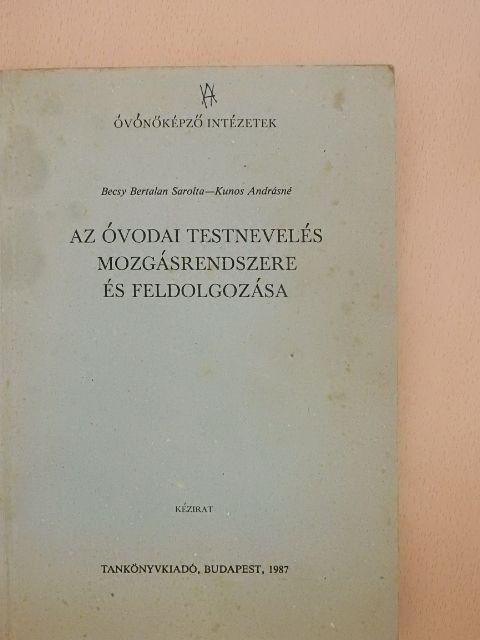 ÓVÓNŐKÉPZŐ INTÉZETEK
Becsy Bertalan Sarolta—Kunos Andrásné
AZ ÓVODAI TESTNEVELÉS
MOZGÁSRENDSZERE
ÉS FELDOLGOZÁSA
KÉZIRAT
TANKÖNYVKIADÓ, BUDAPEST, 1987